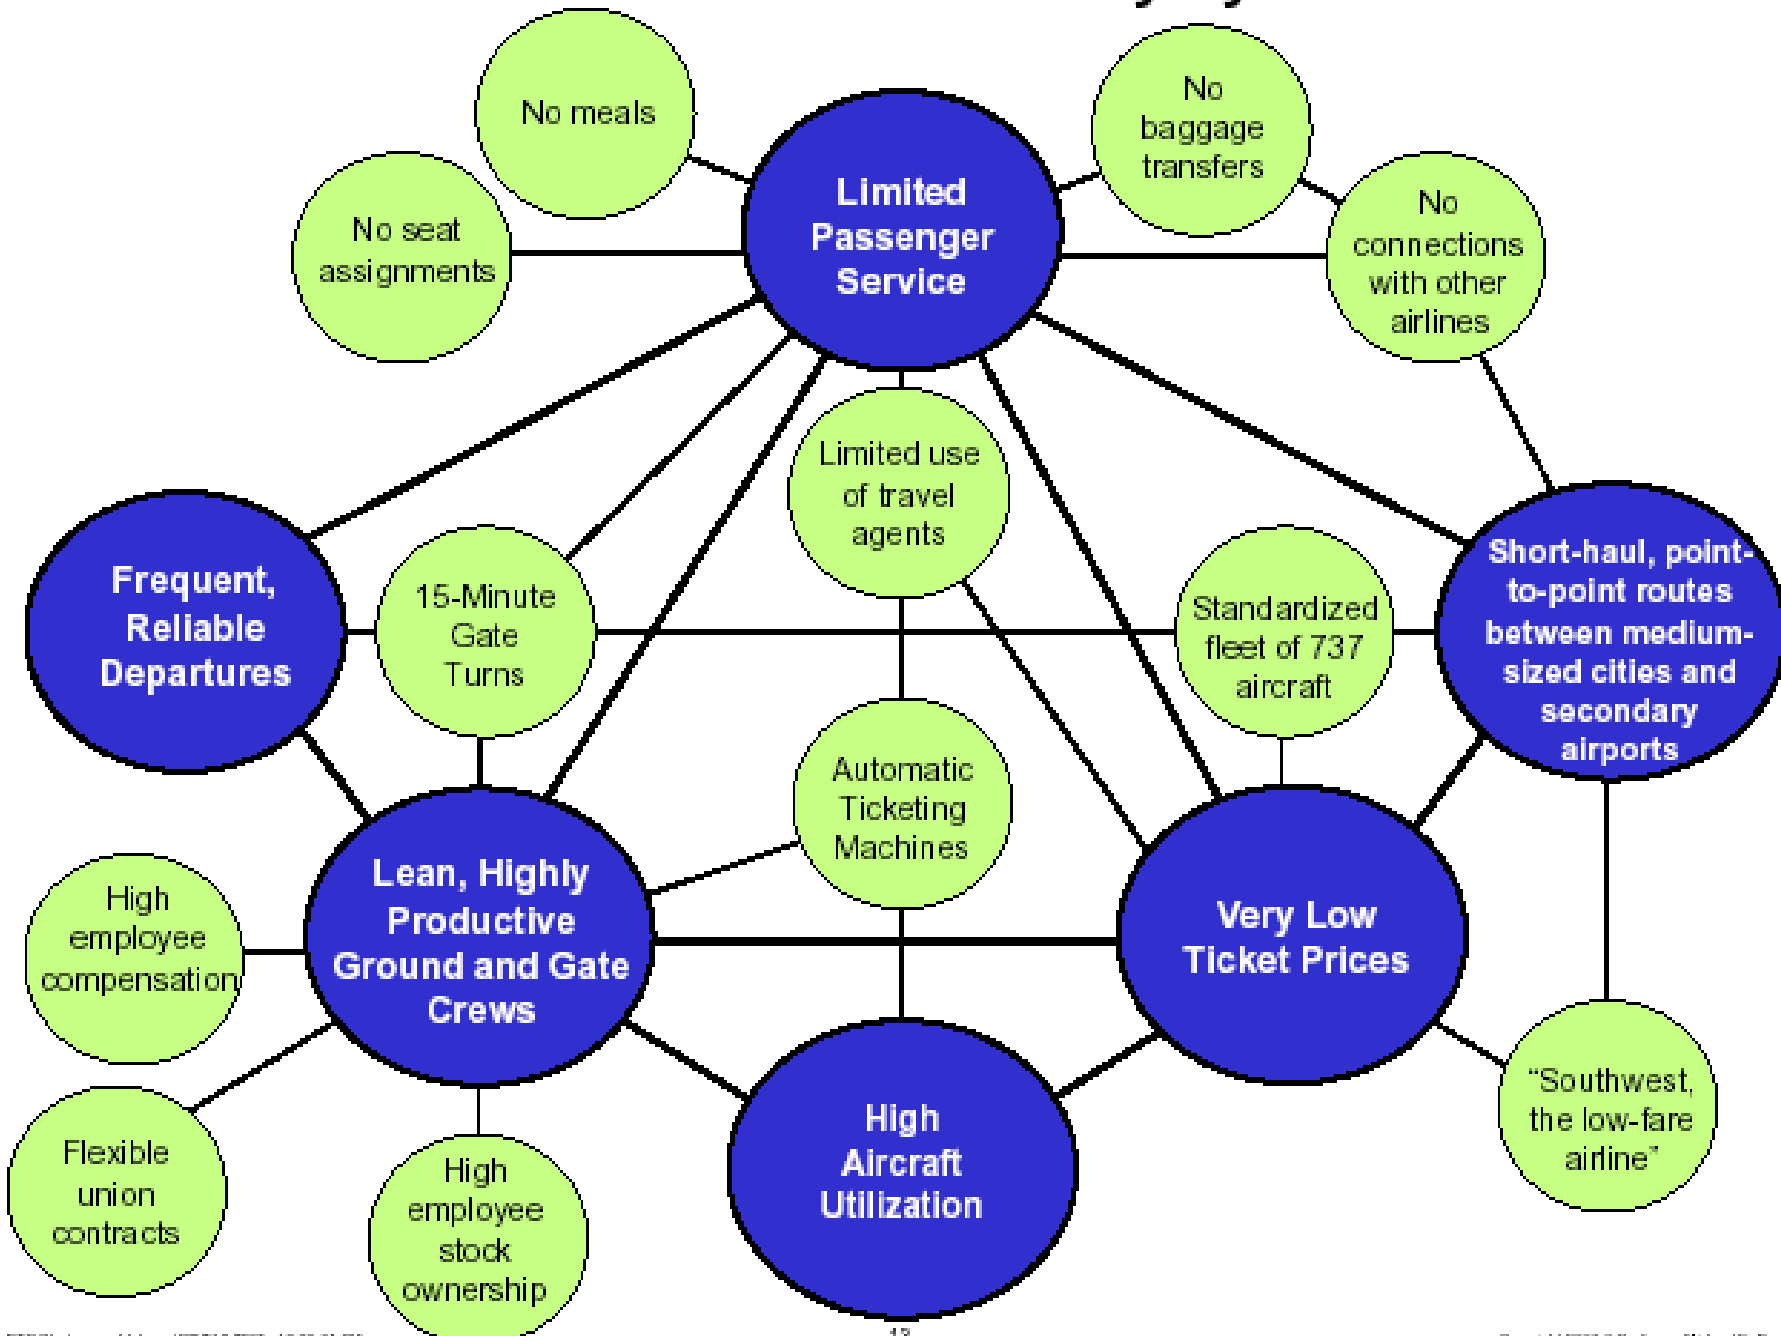 No meals
No
baggage
transfers
Limited
Passenger
Service
No seat
assignments
No
connections
with other
airlines
Limited use
of travel
agents
Frequent,
Reliable
Departures
15-Minute
Gate
Turns
Standardized
fleet of 737
aircraft
Short-haul, point-
to-point routes
between medium-
sized cities and
secondary
airports
Automatic
Ticketing
Machines
High
employee
compensation
Lean, Highly
Productive
Ground and Gate
Crews
Very Low
Ticket Prices
Flexible
union
contracts
High
employee
stock
ownership
High
Aircraft
Utilization
“Southwest,
the low-fare
airline”